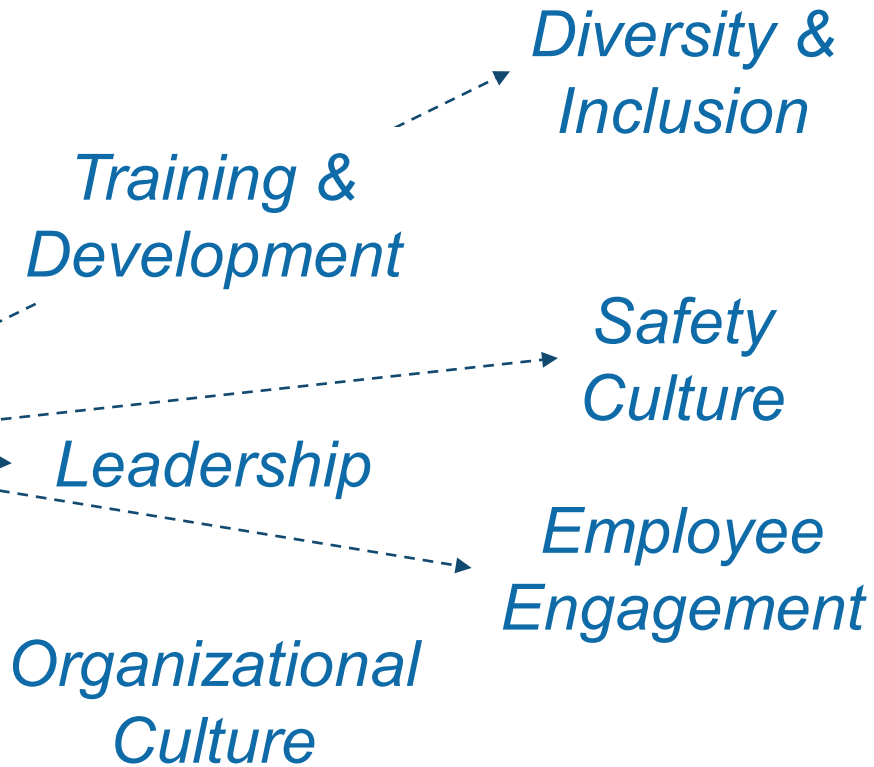 Diversity &
Inclusion
Training &
Development
Safety
Culture
Leadership
Employee
Engagement
Organizational
Culture